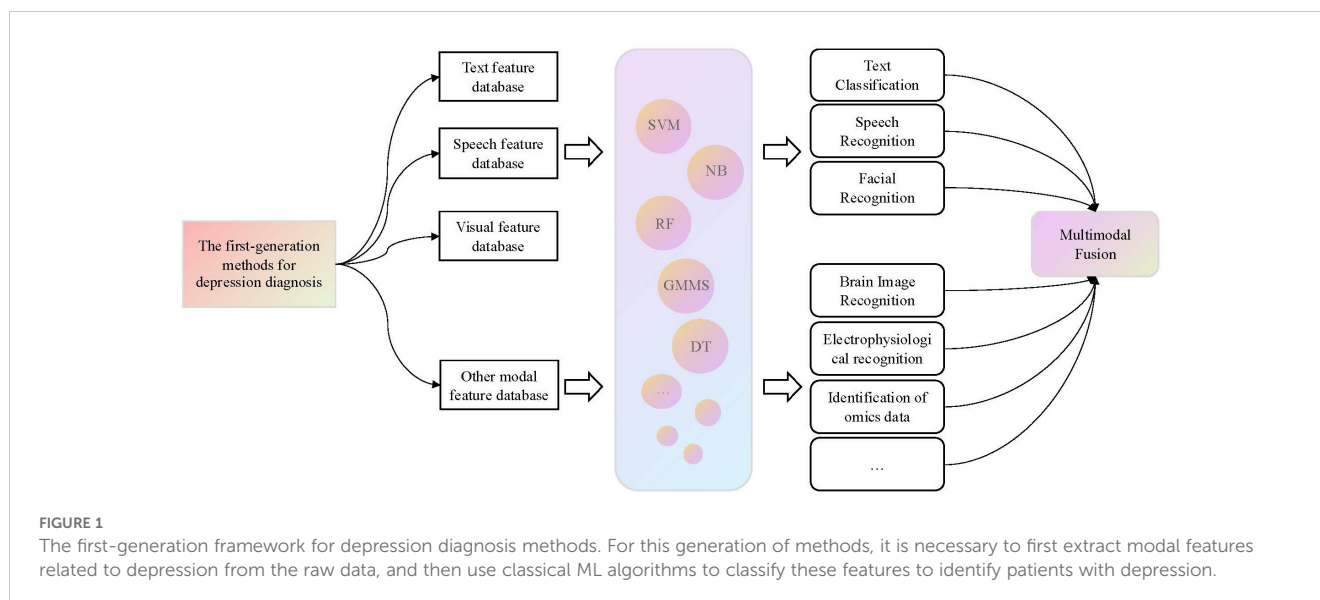 The first-generation
methods for
depression diagnosis
Text feature
database
Speech feature
database
Visual feature
database
Other modal
feature database
SVM
NB
RF
GMMS
DT
...
Text
Classification
Speech
Recognition
Facial
Recognition
Brain Image
Recognition
Electrophysiologi
cal recognition
Identification of
omics data
...
Multimodal
Fusion
FIGURE 1
The first-generation framework for depression diagnosis methods. For this generation of methods, it is necessary to first extract modal features
related to depression from the raw data, and then use classical ML algorithms to classify these features to identify patients with depression.